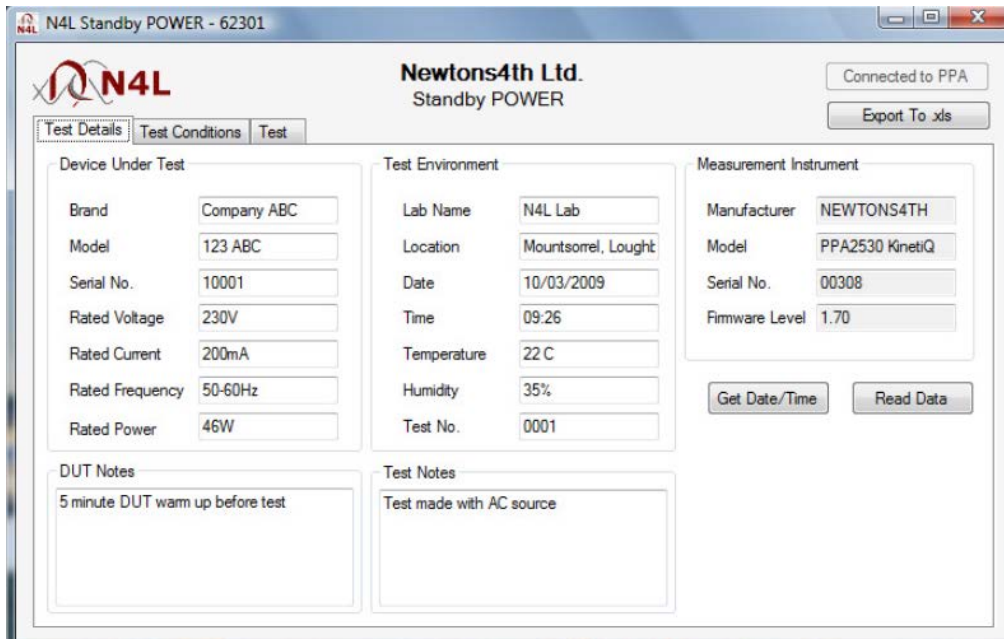 N4L Standby POWER - 62301
N4L
N4L
Newtons4th Ltd.
Standby POWER
Connected to PPA
Export To .xls
Test Details Test Conditions Test
Device Under Test
Brand Company ABC
Model 123 ABC
Serial No. 10001
Rated Voltage 230V
Rated Current 200mA
Rated Frequency 50-60Hz
Rated Power 46W
Test Environment
Lab Name N4L Lab
Location Mountsorrel, Loughb
Date 10/03/2009
Time 09:26
Temperature 22 C
Humidity 35%
Test No. 0001
Measurement Instrument
Manufacturer NEWTONS4TH
Model PPA2530 KinetiQ
Serial No. 00308
Firmware Level 1.70
Get Date/Time Read Data
DUT Notes
5 minute DUT warm up before test
Test Notes
Test made with AC source